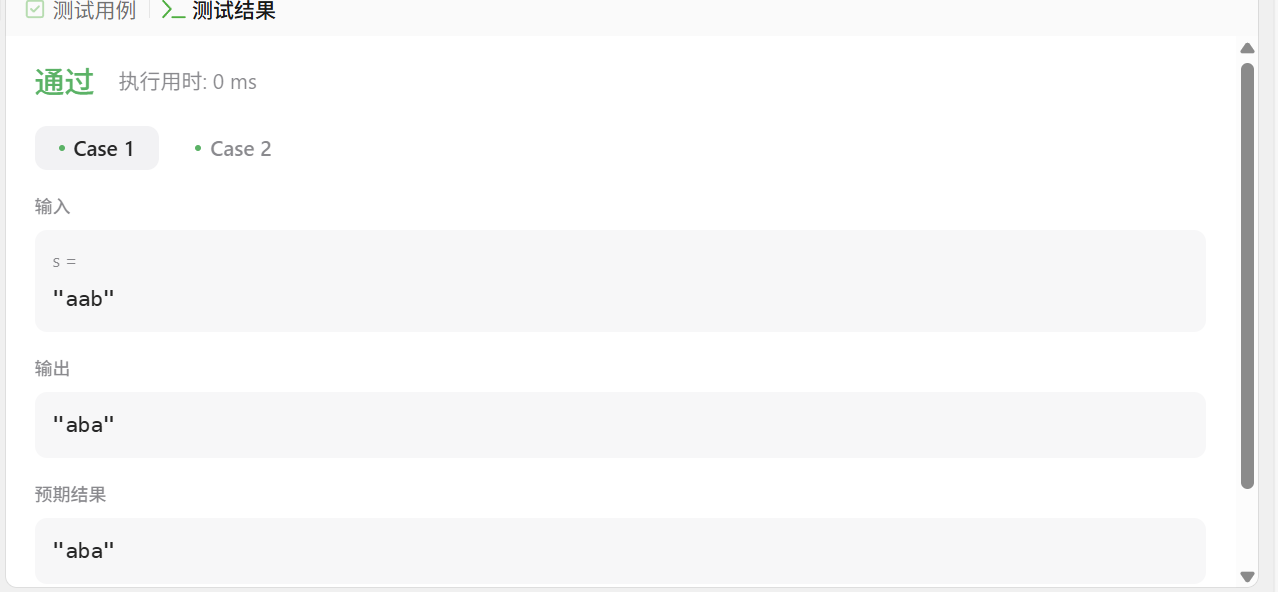 测试用例 >_ 测试结果
通过 执行用时: 0 ms
Case 1 Case 2
输入
s =
"aab"
输出
"aba"
预期结果
"aba"